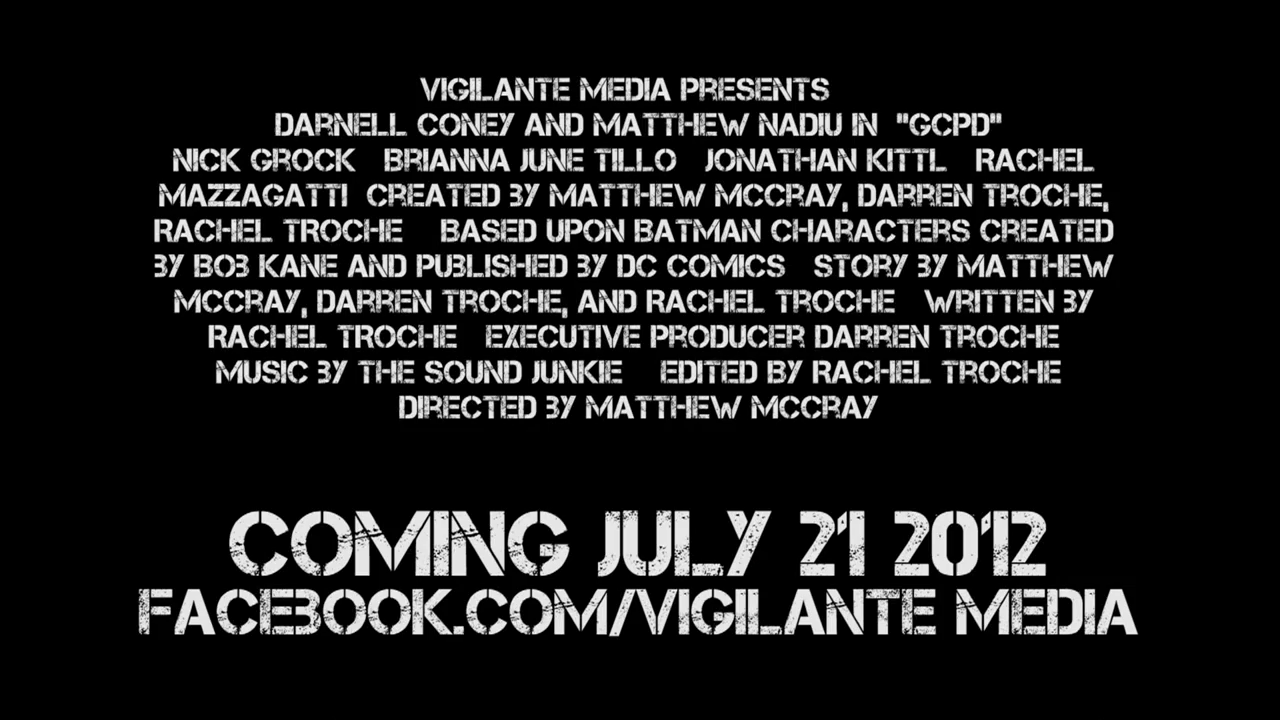 VIGILANTE MEDIA PRESENTS
DARNELL CONEY AND MATTHEW NADIU IN "GCPD"
NICK GROCK BRIANNA JUNE TILLO JONATHAN KITTL RACHEL
MAZZAGATTI CREATED BY MATTHEW MCCRAY, DARREN TROCHE,
RACHEL TROCHE BASED UPON BATMAN CHARACTERS CREATED
BY BOB KANE AND PUBLISHED BY DC COMICS STORY BY MATTHEW
MCCRAY, DARREN TROCHE, AND RACHEL TROCHE WRITTEN BY
RACHEL TROCHE EXECUTIVE PRODUCER DARREN TROCHE
MUSIC BY THE SOUND JUNKIE EDITED BY RACHEL TROCHE
DIRECTED BY MATTHEW MCCRAY
COMING JULY 21 2012
FACEBOOK.COM/VIGILANTE MEDIA